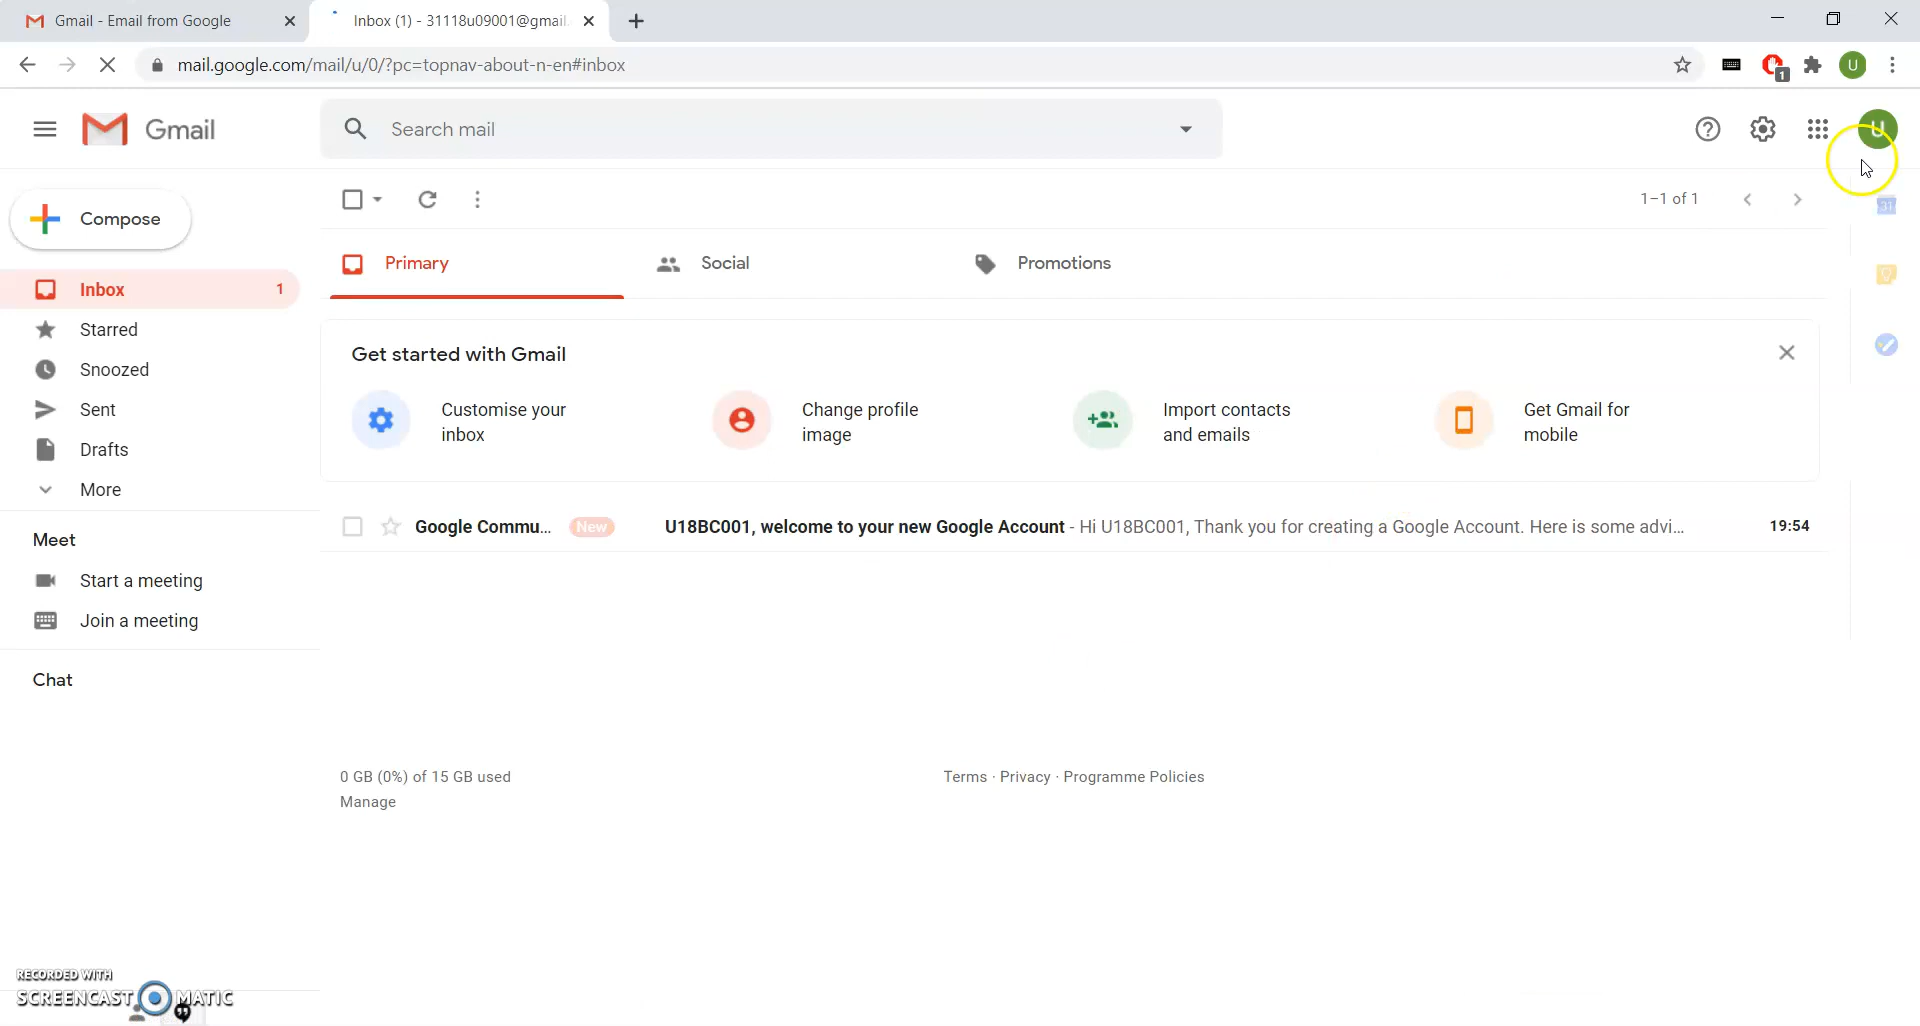 Gmail - Email from Google
Inbox (1) - 31118u09001@gmail.
mail.google.com/mail/u/0/?pc=topnav-about-n-en#inbox
1
U
Gmail
Search mail
U
Compose
1–1 of 1
31
Primary
Social
Promotions
Inbox 1
Starred
Snoozed
Sent
Drafts
More
Get started with Gmail
Customise your
inbox
Change profile
image
Import contacts
and emails
Get Gmail for
mobile
Google Commu... New U18BC001, welcome to your new Google Account - Hi U18BC001, Thank you for creating a Google Account. Here is some advi... 19:54
Meet
Start a meeting
Join a meeting
Chat
0 GB (0%) of 15 GB used
Manage
Terms · Privacy · Programme Policies
RECORDED WITH
SCREENCAST MATIC